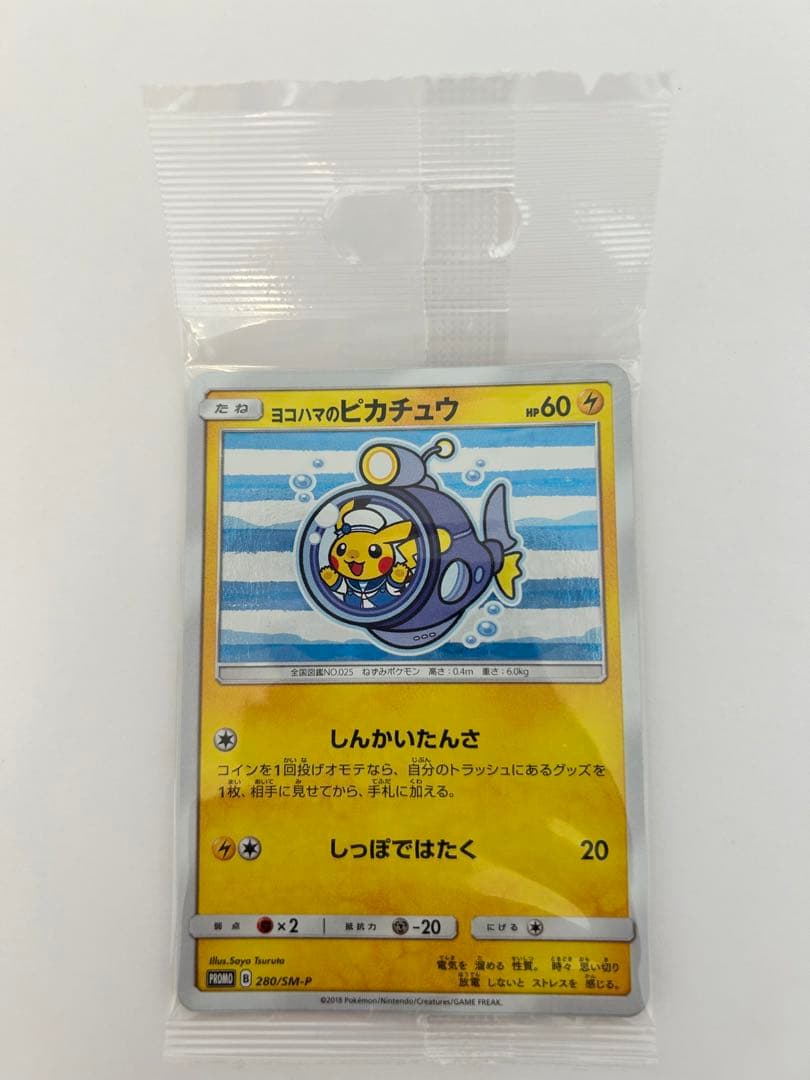 たね ヨコハマのピカチュウ HP60
全国図鑑NO.025 ねずみポケモン 高さ:0.4m 重さ:6.0kg
しんかいたんさ
コインを1回投げオモテなら、自分のトラッシュにあるグッズを
1枚、相手に見せてから、手札に加える。
しっぽではたく 20
弱点 ×2 抵抗力 -20 にげる
Illus.Saya Tsuruta
PROMO B 280/SM-P
電気を 溜める 性質。 時々 思い切り
放電 しないと ストレスを 感じる。
©2018 Pokémon/Nintendo/Creatures/GAME FREAK.